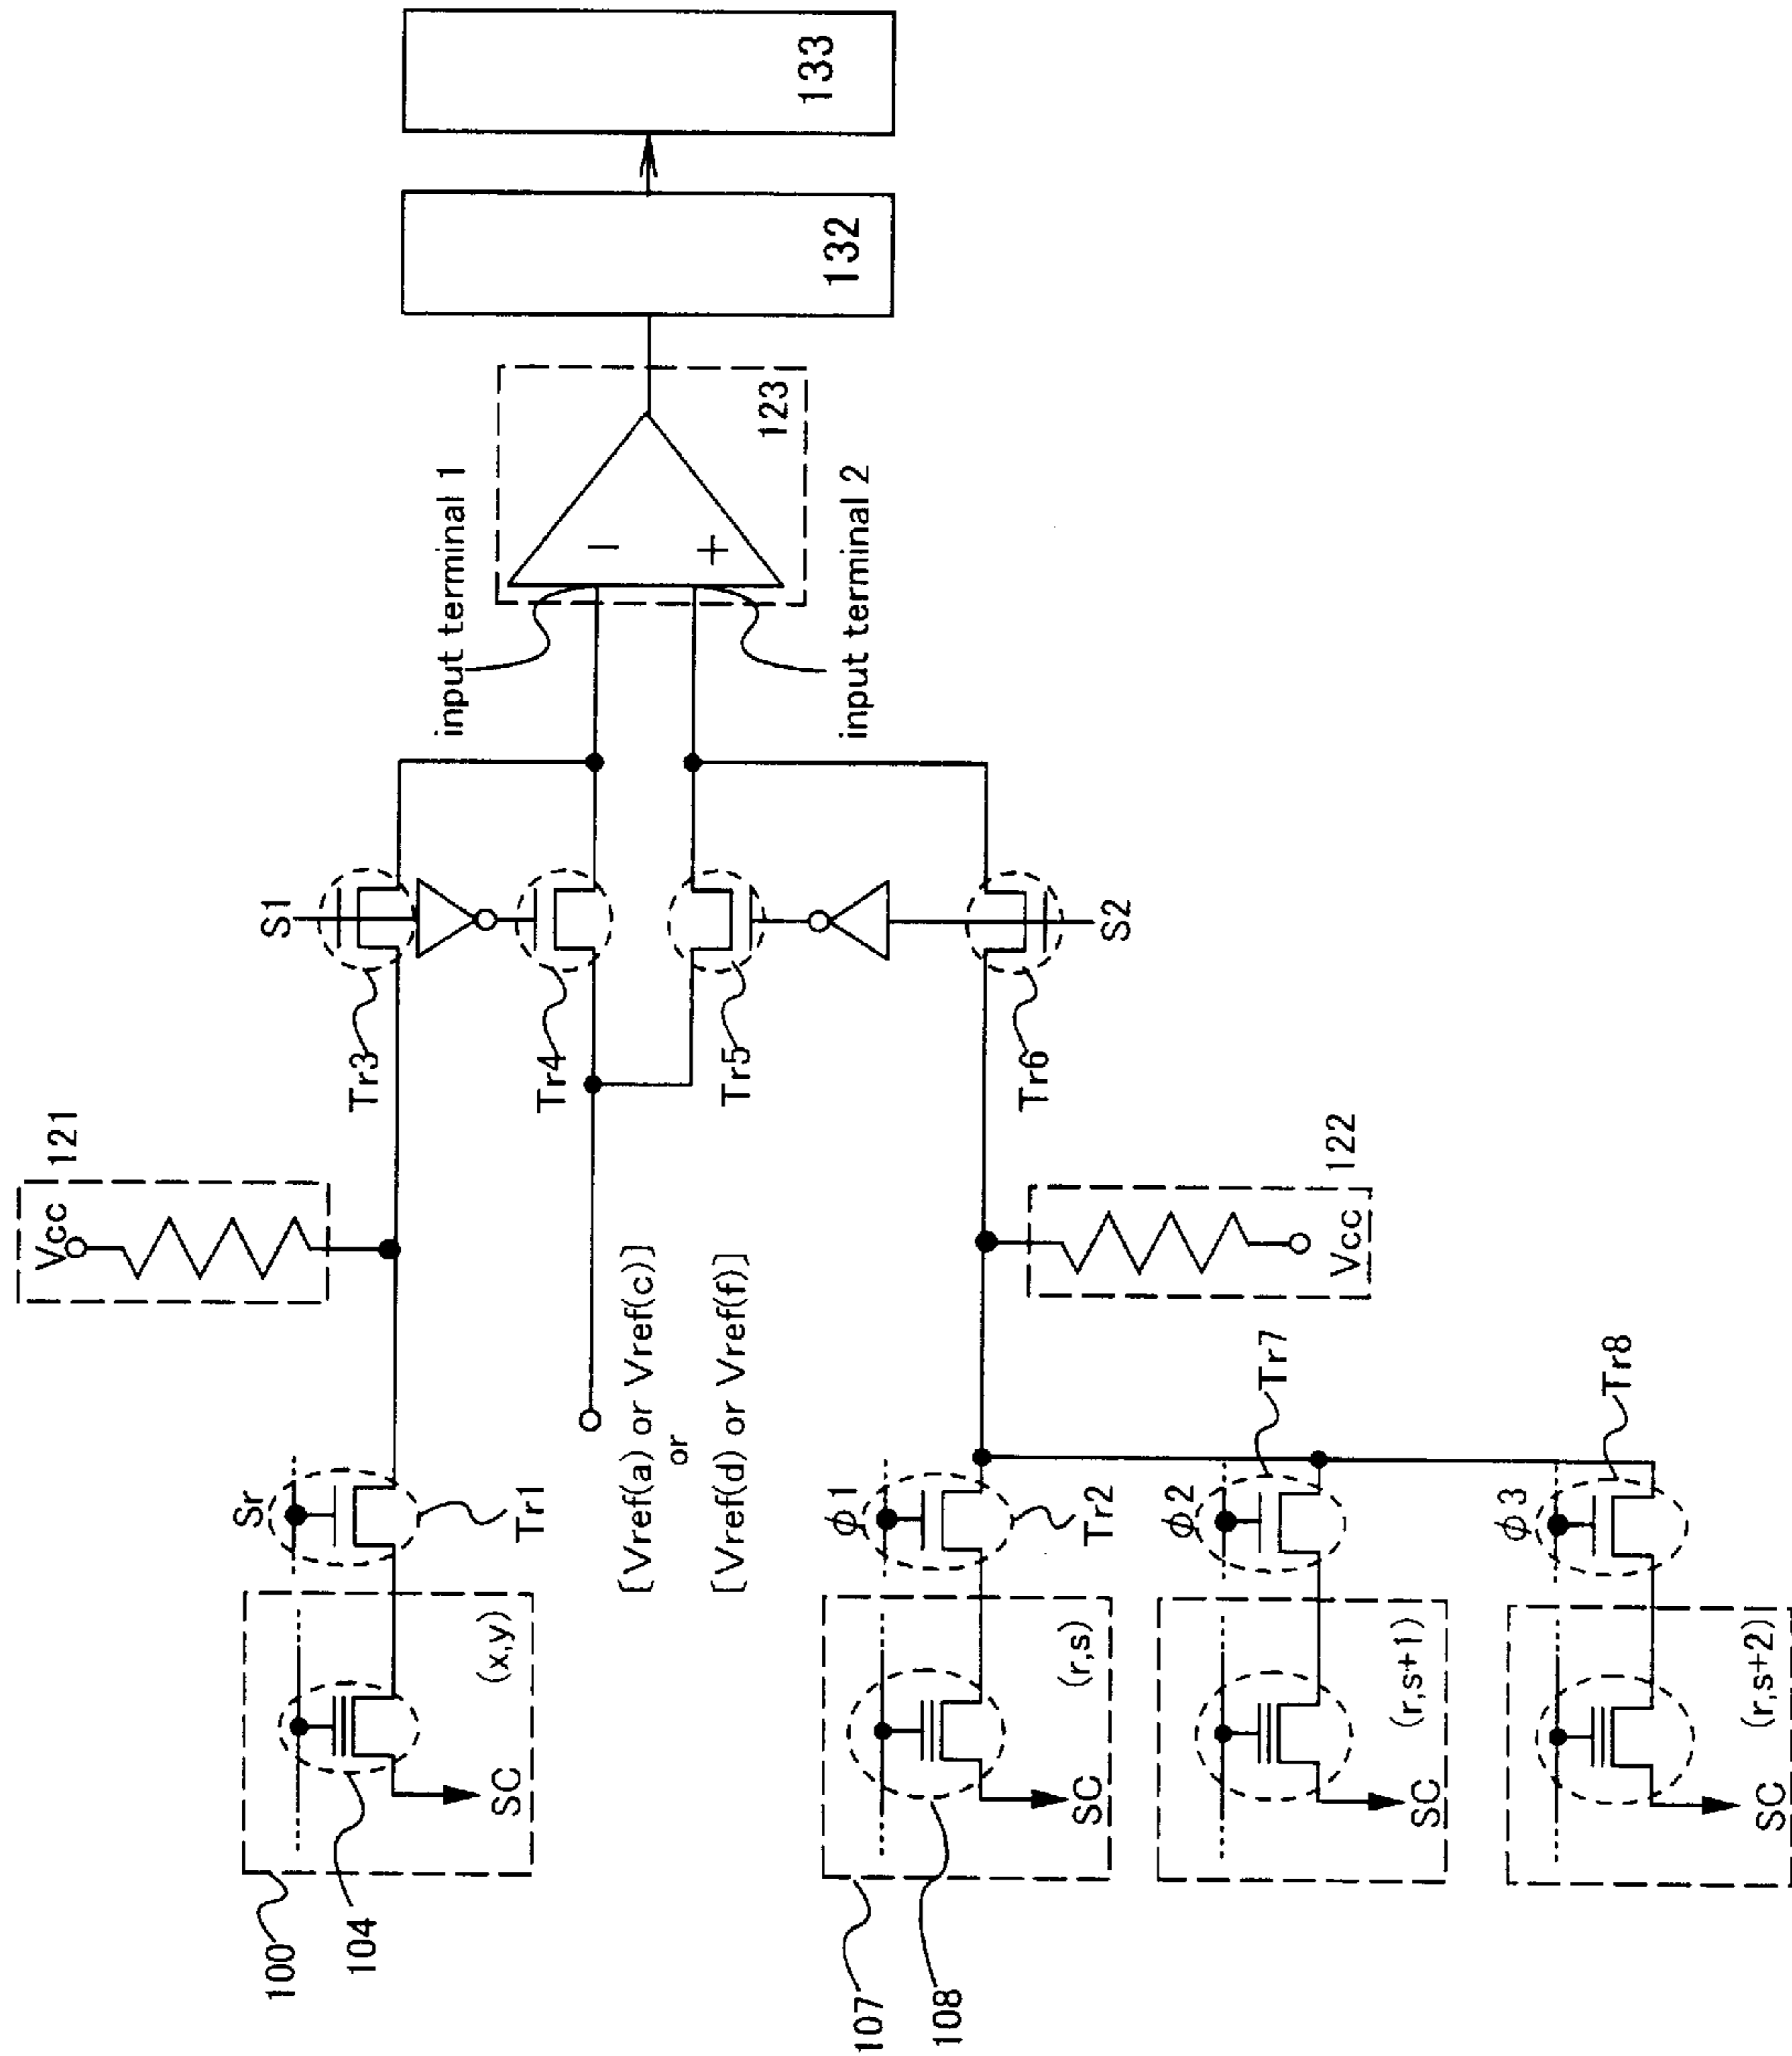 100
104
SC
(x,y)
Sr
Tr1
Vcc
121
Tr3
S1
Tr4
[Vref(a) or Vref(c)]
or
[Vref(d) or Vref(f)]
Tr5
Tr6
S2
input terminal 1
input terminal 2
−
+
123
132
133
107
108
SC
(r,s)
φ1
Tr2
Vcc
122
SC
(r,s+1)
φ2
Tr7
SC
(r,s+2)
φ3
Tr8